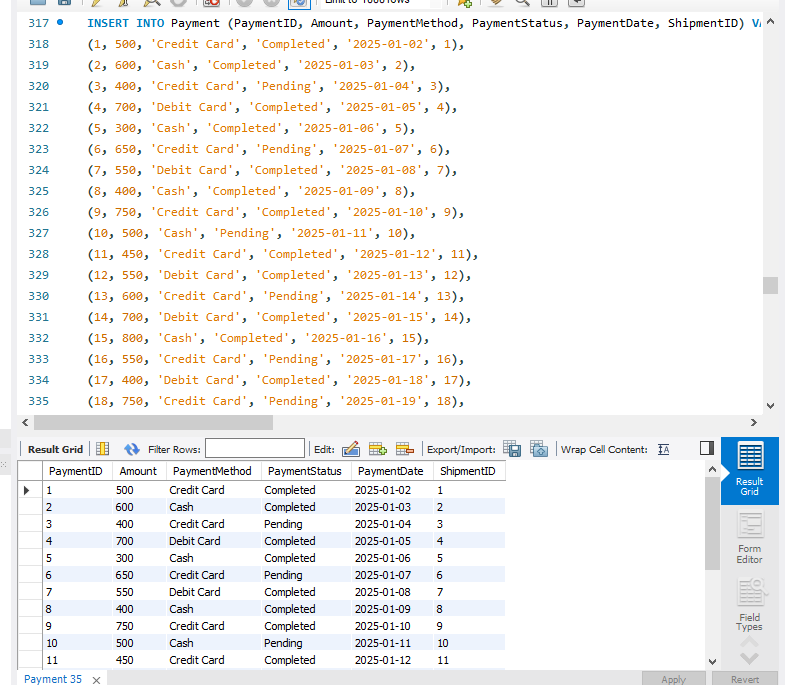 Limit to 1000 rows
317 INSERT INTO Payment (PaymentID, Amount, PaymentMethod, PaymentStatus, PaymentDate, ShipmentID) VA
318 (1, 500, 'Credit Card', 'Completed', '2025-01-02', 1),
319 (2, 600, 'Cash', 'Completed', '2025-01-03', 2),
320 (3, 400, 'Credit Card', 'Pending', '2025-01-04', 3),
321 (4, 700, 'Debit Card', 'Completed', '2025-01-05', 4),
322 (5, 300, 'Cash', 'Completed', '2025-01-06', 5),
323 (6, 650, 'Credit Card', 'Pending', '2025-01-07', 6),
324 (7, 550, 'Debit Card', 'Completed', '2025-01-08', 7),
325 (8, 400, 'Cash', 'Completed', '2025-01-09', 8),
326 (9, 750, 'Credit Card', 'Completed', '2025-01-10', 9),
327 (10, 500, 'Cash', 'Pending', '2025-01-11', 10),
328 (11, 450, 'Credit Card', 'Completed', '2025-01-12', 11),
329 (12, 550, 'Debit Card', 'Completed', '2025-01-13', 12),
330 (13, 600, 'Credit Card', 'Pending', '2025-01-14', 13),
331 (14, 700, 'Debit Card', 'Completed', '2025-01-15', 14),
332 (15, 800, 'Cash', 'Completed', '2025-01-16', 15),
333 (16, 550, 'Credit Card', 'Pending', '2025-01-17', 16),
334 (17, 400, 'Debit Card', 'Completed', '2025-01-18', 17),
335 (18, 750, 'Credit Card', 'Pending', '2025-01-19', 18),
Result Grid Filter Rows: Edit: Export/Import: Wrap Cell Content:
PaymentID Amount PaymentMethod PaymentStatus PaymentDate ShipmentID
1 500 Credit Card Completed 2025-01-02 1
2 600 Cash Completed 2025-01-03 2
3 400 Credit Card Pending 2025-01-04 3
4 700 Debit Card Completed 2025-01-05 4
5 300 Cash Completed 2025-01-06 5
6 650 Credit Card Pending 2025-01-07 6
7 550 Debit Card Completed 2025-01-08 7
8 400 Cash Completed 2025-01-09 8
9 750 Credit Card Completed 2025-01-10 9
10 500 Cash Pending 2025-01-11 10
11 450 Credit Card Completed 2025-01-12 11
Result
Grid
Form
Editor
Field
Types
Payment 35
Apply Revert